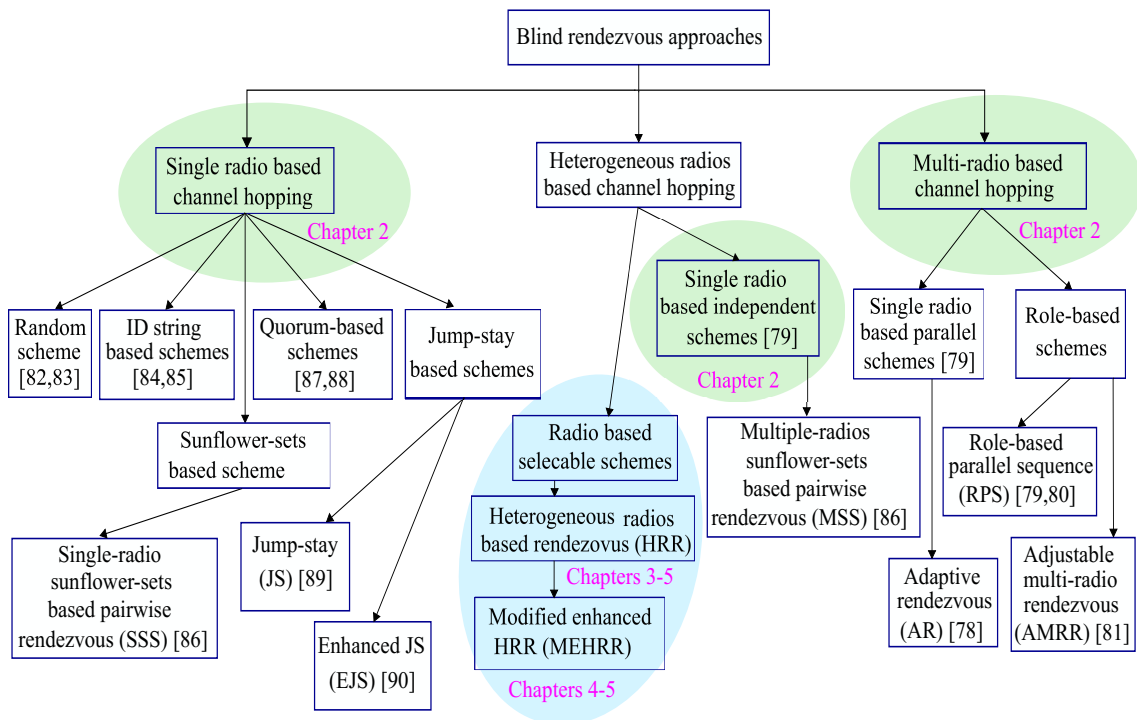 Blind rendezvous approaches
Single radio based
channel hopping
Chapter 2
Heterogeneous radios
based channel hopping
Multi-radio based
channel hopping
Chapter 2
Random
scheme
[82,83]
ID string
based schemes
[84,85]
Quorum-based
schemes
[87,88]
Jump-stay
based schemes
Single radio
based independent
schemes [79]
Chapter 2
Single radio
based parallel
schemes [79]
Role-based
schemes
Sunflower-sets
based scheme
Radio based
selecable schemes
Multiple-radios
sunflower-sets
based pairwise
rendezvous (MSS) [86]
Role-based
parallel sequence
(RPS) [79,80]
Single-radio
sunflower-sets
based pairwise
rendezvous (SSS) [86]
Jump-stay
(JS) [89]
Enhanced JS
(EJS) [90]
Heterogeneous radios
based rendezovus (HRR)
Chapters 3-5
Modified enhanced
HRR (MEHRR)
Chapters 4-5
Adaptive
rendezvous
(AR) [78]
Adjustable
multi-radio
rendezvous
(AMRR) [81]